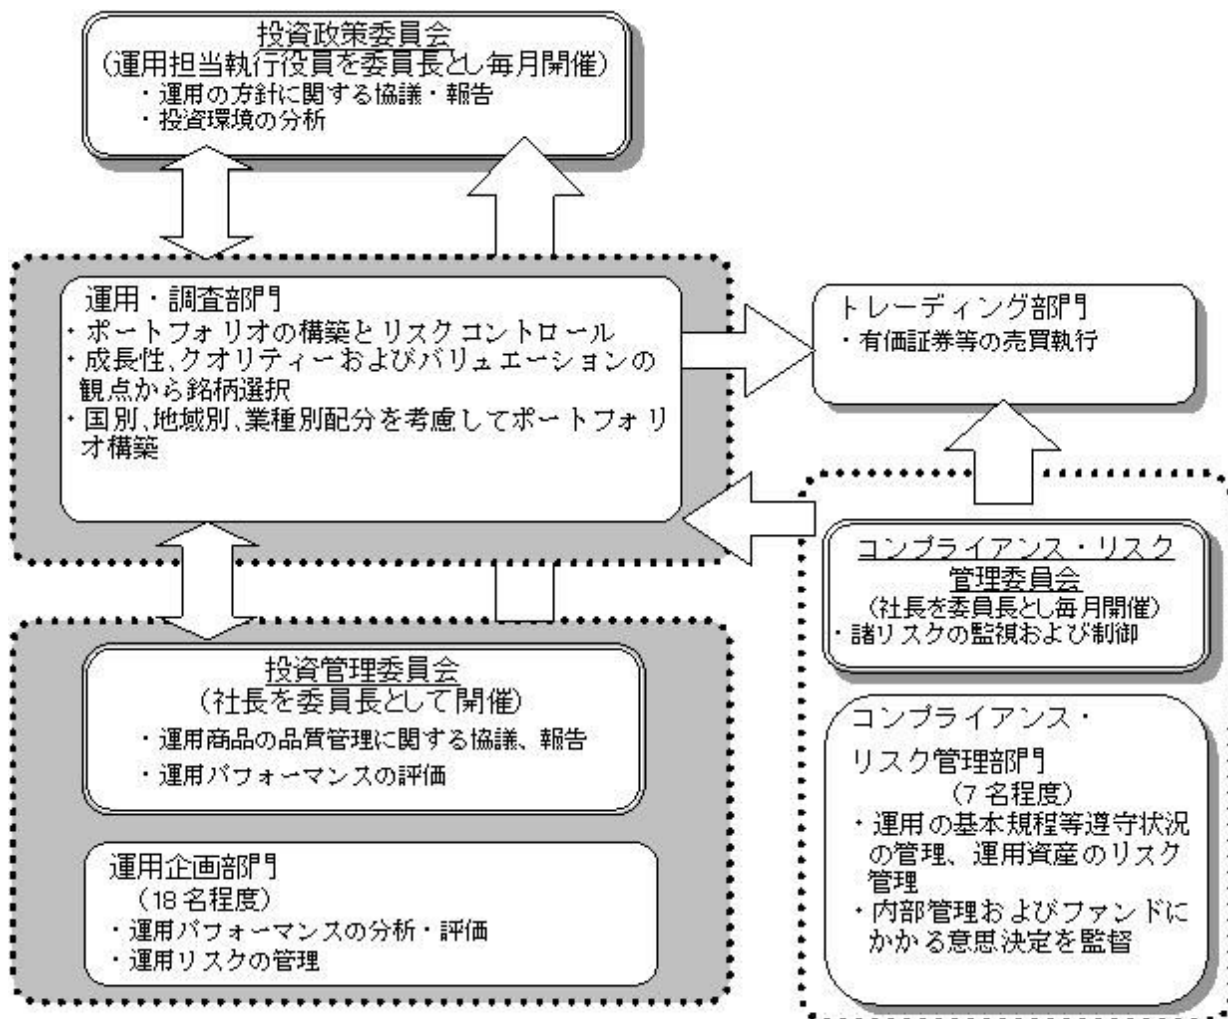 投資政策委員会
(運用担当執行役員を委員長とし毎月開催)
・運用の方針に関する協議・報告
・投資環境の分析
運用・調査部門
・ポートフォリオの構築とリスクコントロール
・成長性、クオリティーおよびバリュエーションの
観点から銘柄選択
・国別、地域別、業種別配分を考慮してポートフォリ
オ構築
トレーディング部門
・有価証券等の売買執行
コンプライアンス・リスク
管理委員会
(社長を委員長とし毎月開催)
・諸リスクの監視および制御
投資管理委員会
(社長を委員長として開催)
・運用商品の品質管理に関する協議、報告
・運用パフォーマンスの評価
運用企画部門
(18名程度)
・運用パフォーマンスの分析・評価
・運用リスクの管理
コンプライアンス・
リスク管理部門
(7名程度)
・運用の基本規程等遵守状況
の管理、運用資産のリスク
管理
・内部管理およびファンドに
かかる意思決定を監督